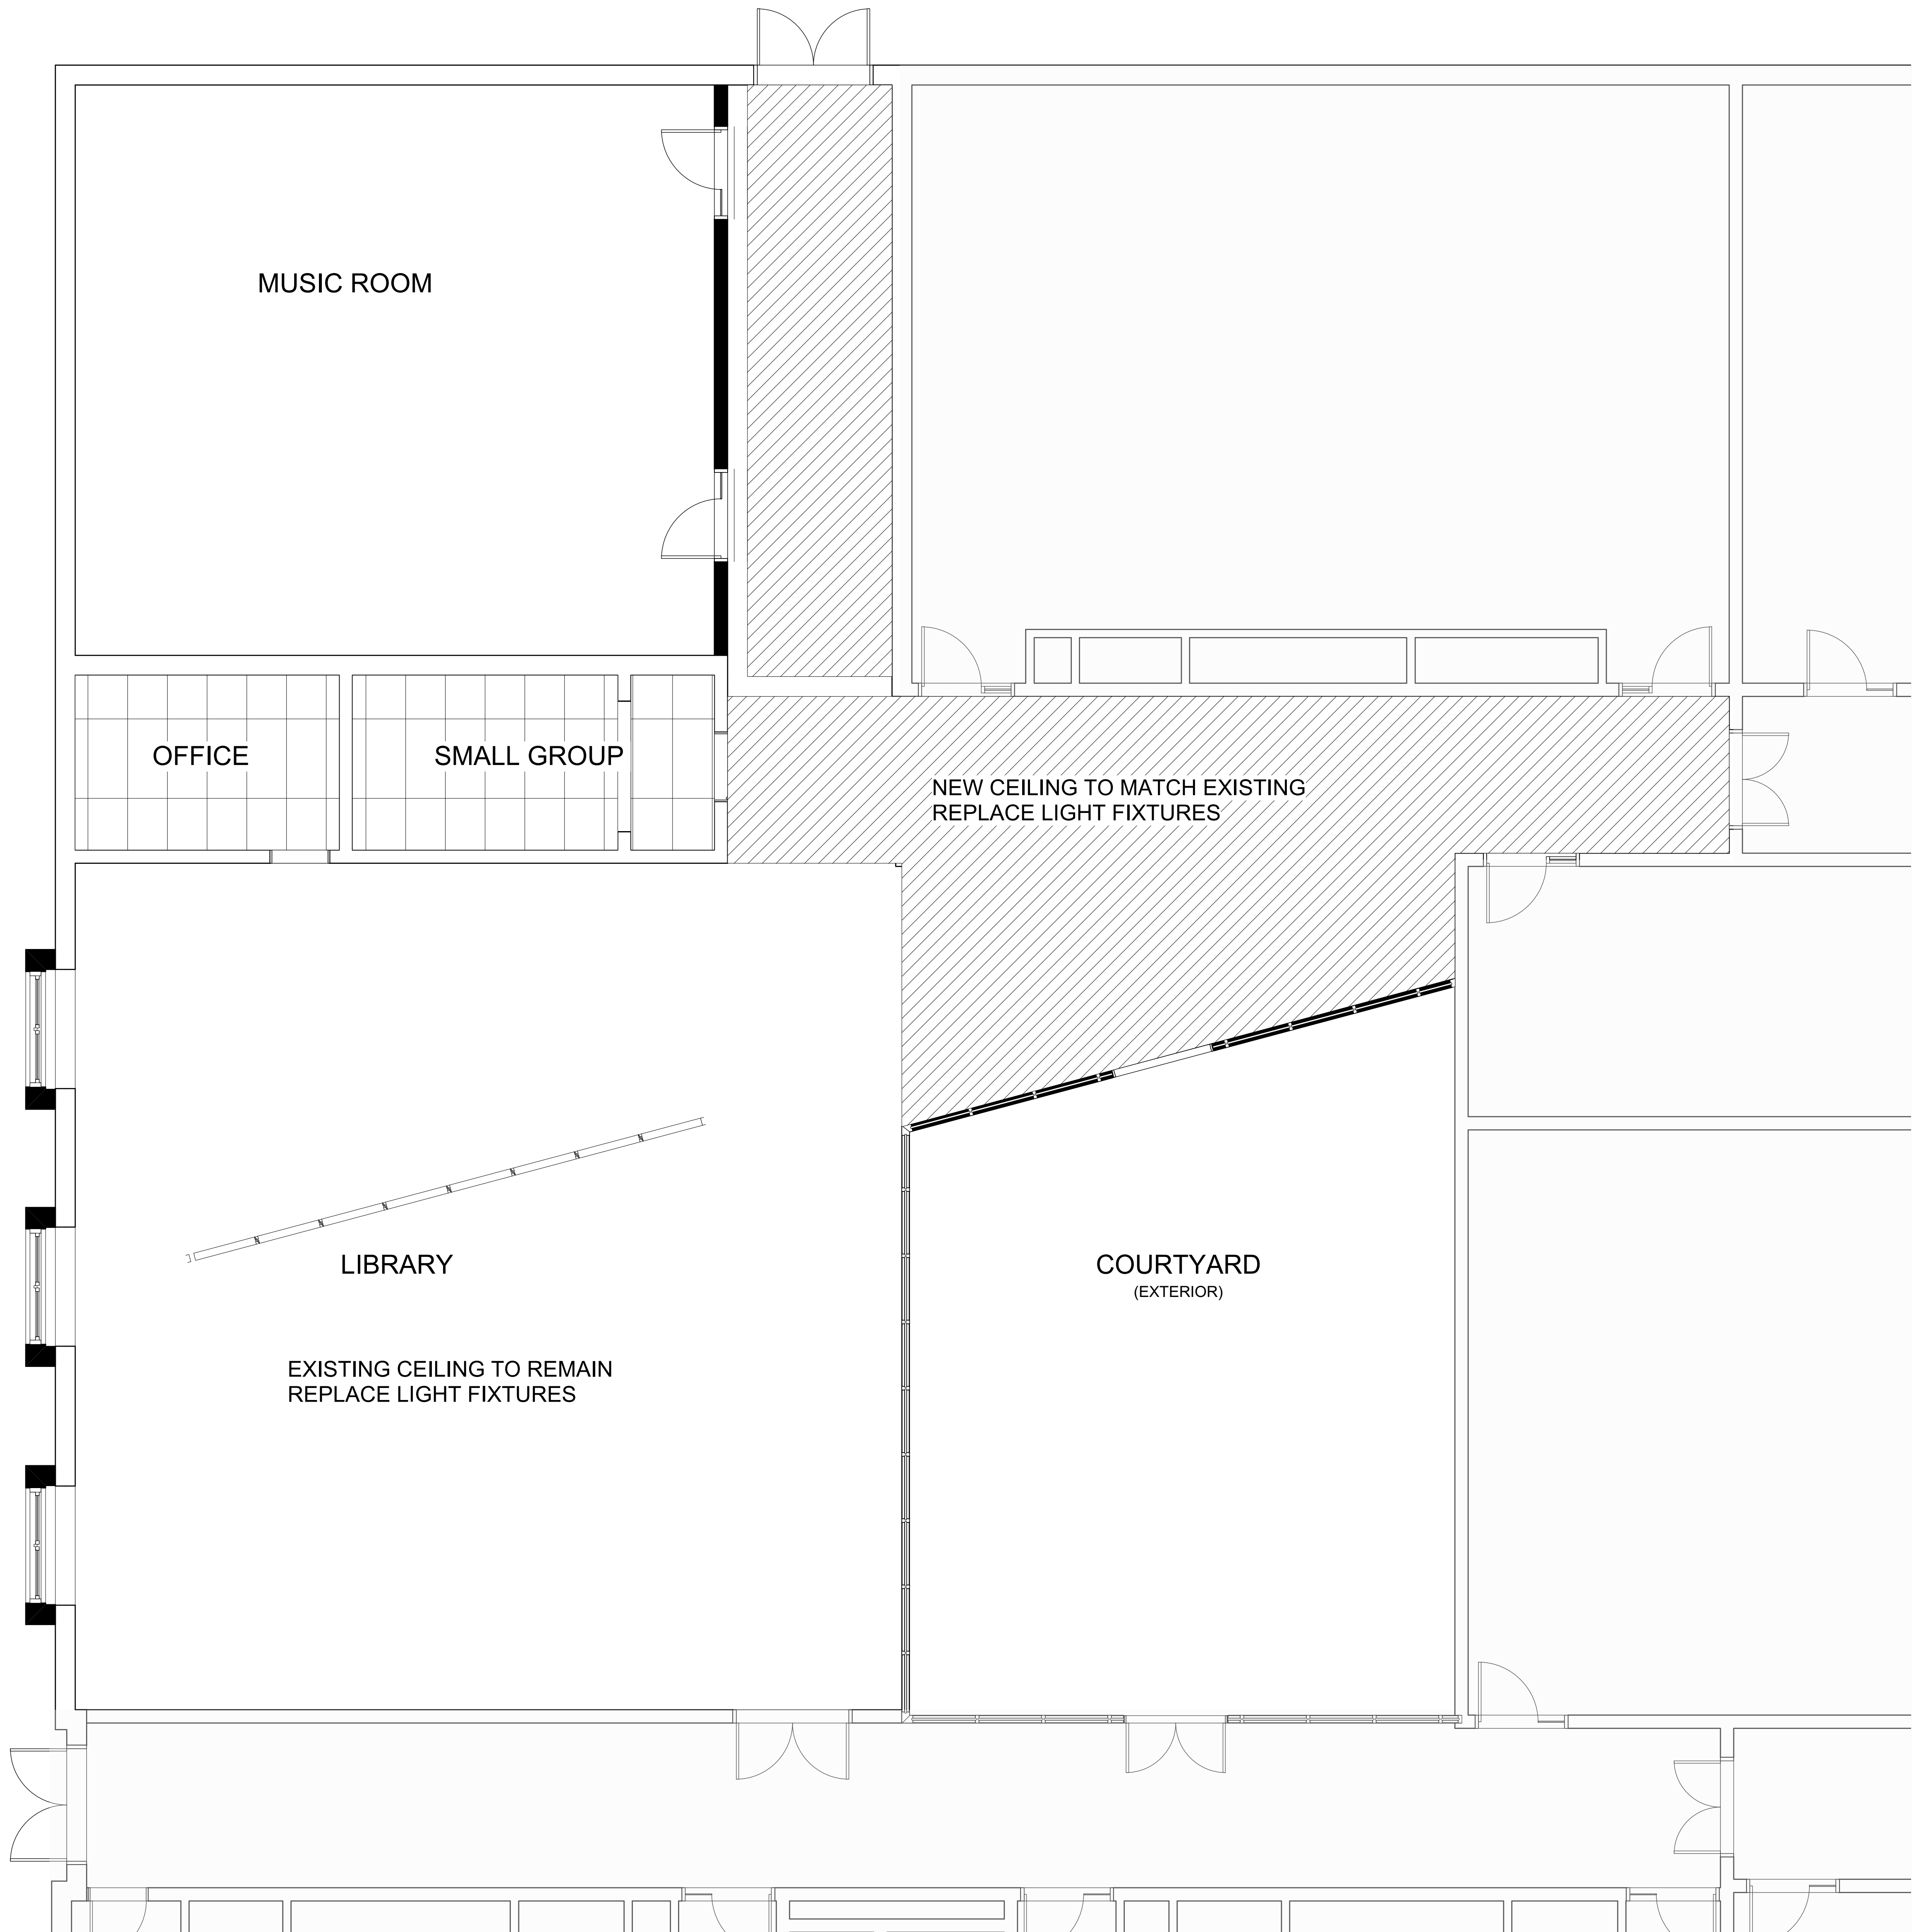 MUSIC ROOM
OFFICE
SMALL GROUP
NEW CEILING TO MATCH EXISTING
REPLACE LIGHT FIXTURES
LIBRARY
COURTYARD
(EXTERIOR)
EXISTING CEILING TO REMAIN
REPLACE LIGHT FIXTURES